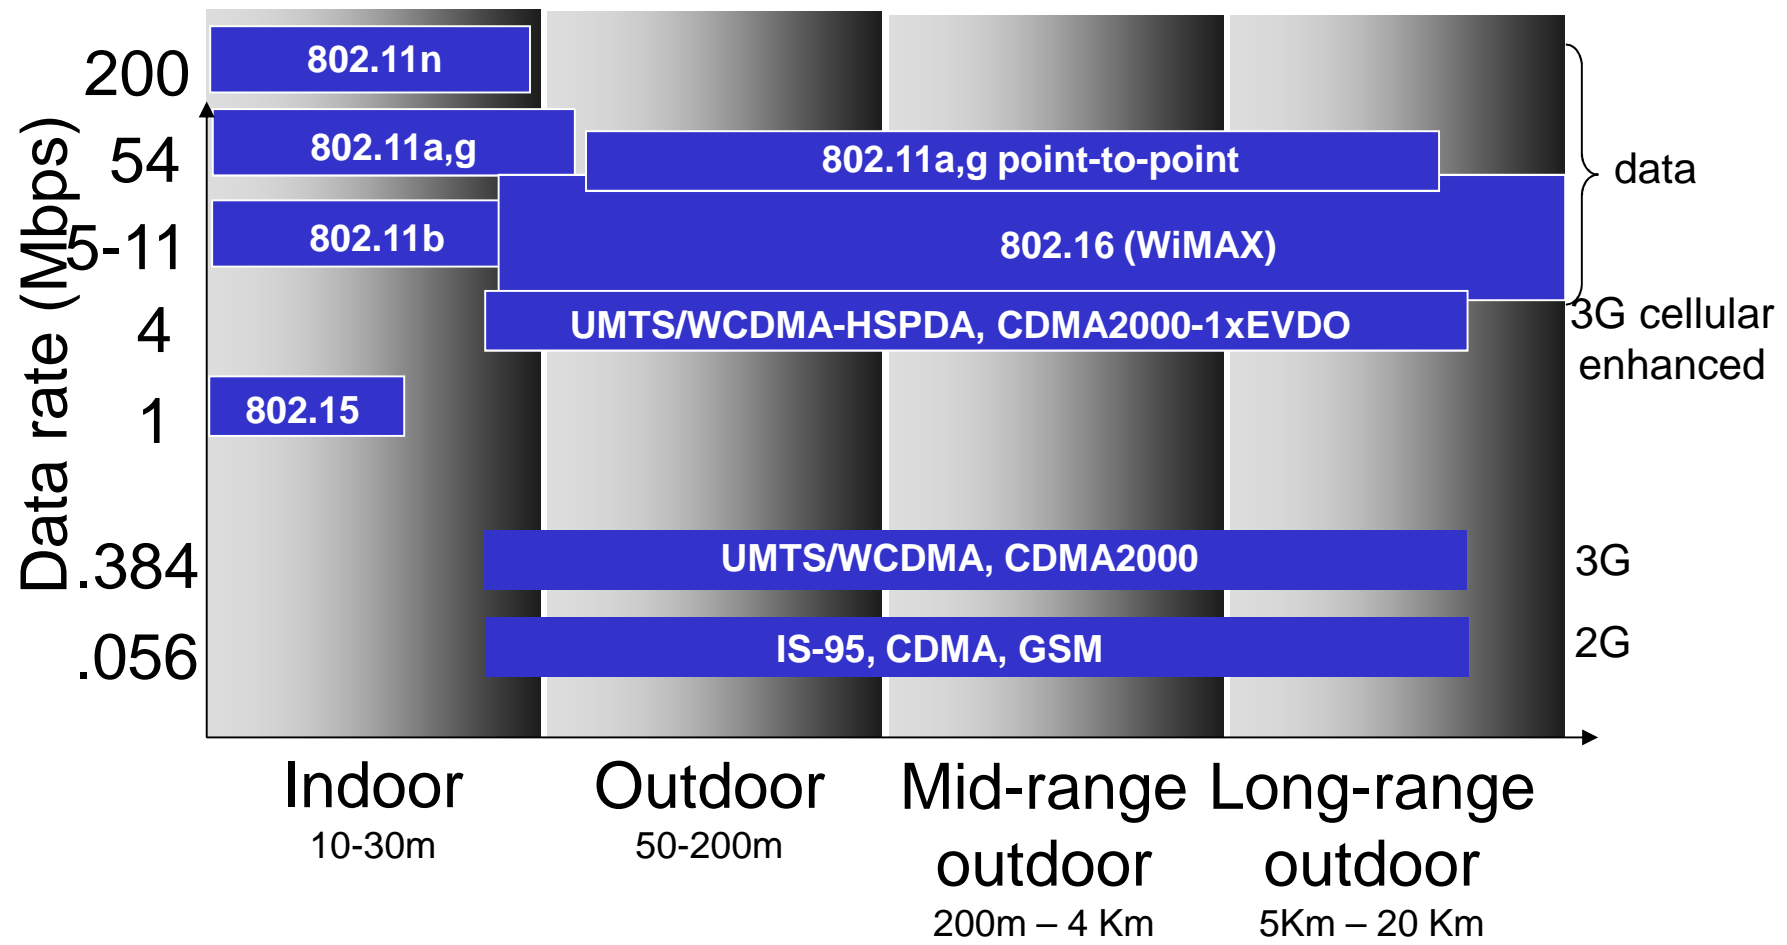 Data rate (Mbps)
200
54
5-11
4
1
.384
.056
802.11n
802.11a,g
802.11a,g point-to-point
802.11b
802.16 (WiMAX)
UMTS/WCDMA-HSPDA, CDMA2000-1xEVDO
802.15
UMTS/WCDMA, CDMA2000
IS-95, CDMA, GSM
data
3G cellular
enhanced
3G
2G
Indoor
10-30m
Outdoor
50-200m
Mid-range
outdoor
200m – 4 Km
Long-range
outdoor
5Km – 20 Km